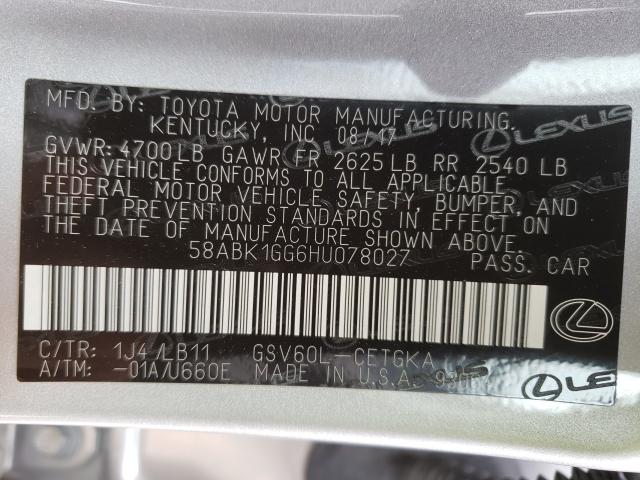 MFD. BY: TOYOTA MOTOR MANUFACTURING,
KENTUCKY, INC 08/17
GVWR: 4700LB GAWR FR 2625LB RR 2540 LB
THIS VEHICLE CONFORMS TO ALL APPLICABLE
FEDERAL MOTOR VEHICLE SAFETY, BUMPER, AND
THEFT PREVENTION STANDARDS IN EFFECT ON
THE DATE OF MANUFACTURE SHOWN ABOVE.
58ABK1GG6HU078027 PASS. CAR
C/TR: 1J4/LB11 GSV60L-CETGKA
A/TM: -01A/U660E MADE IN U.S.A.
LEXUS
LEXUS